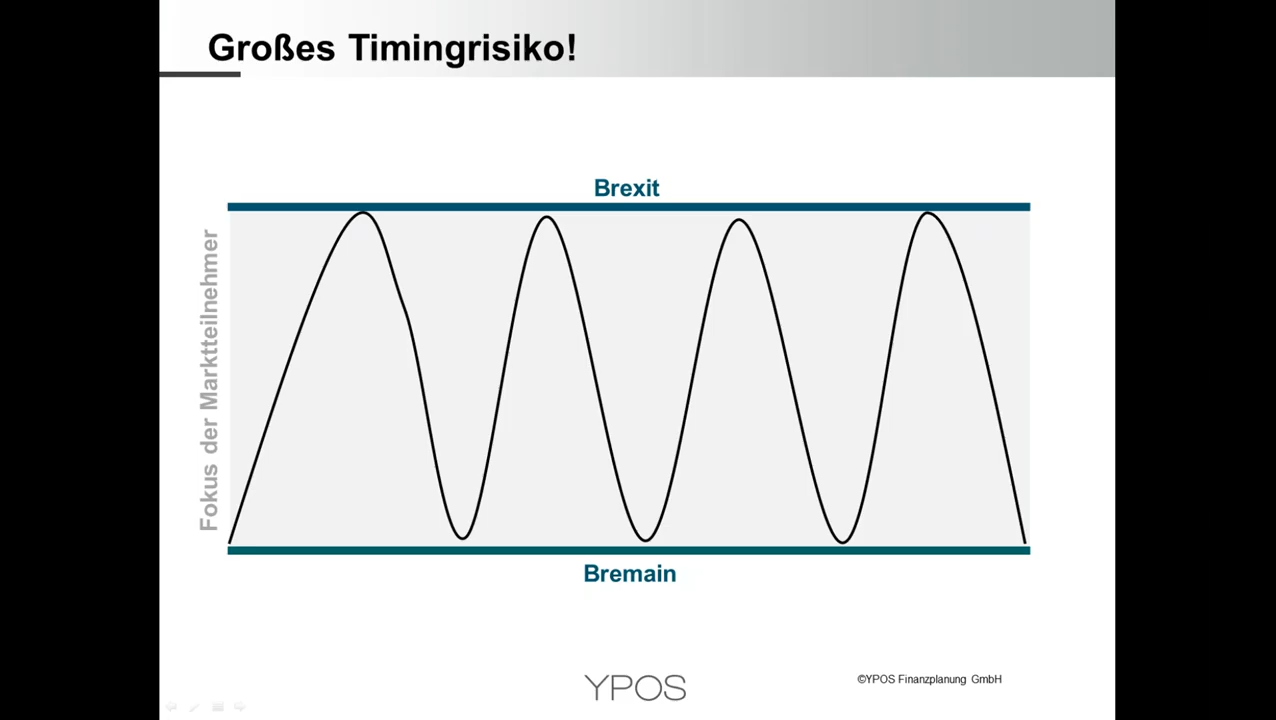 Großes Timingrisiko!
Brexit
Fokus der Marktteilnehmer
Bremain
YPOS
©YPOS Finanzplanung GmbH